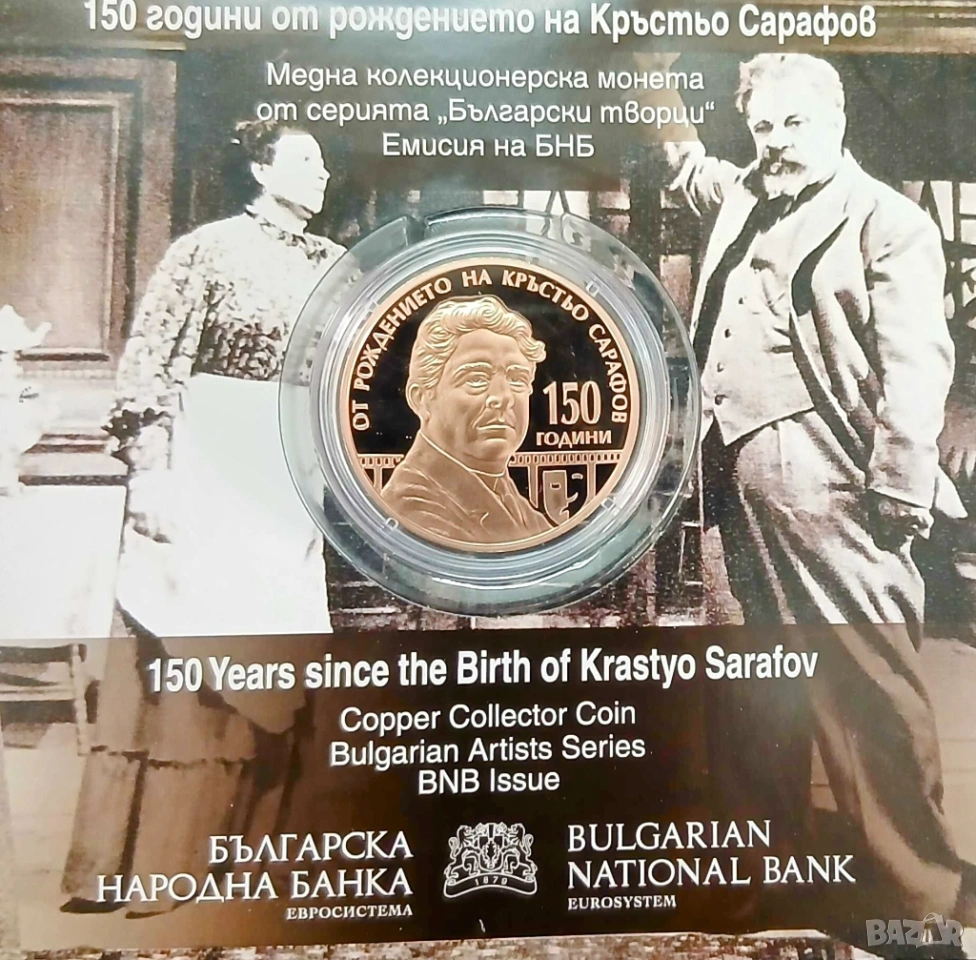 150 години от рождението на Кръстьо Сарафов
Медна колекционерска монета
от серията „Български творци“
Емисия на БНБ
ОТ РОЖДЕНИЕТО НА КРЪСТЬО САРАФОВ
150
ГОДИНИ
150 Years since the Birth of Krastyo Sarafov
Copper Collector Coin
Bulgarian Artists Series
BNB Issue
БЪЛГАРСКА
НАРОДНА БАНКА
ЕВРОСИСТЕМА
1879
BULGARIAN
NATIONAL BANK
EUROSYSTEM
BAZAR